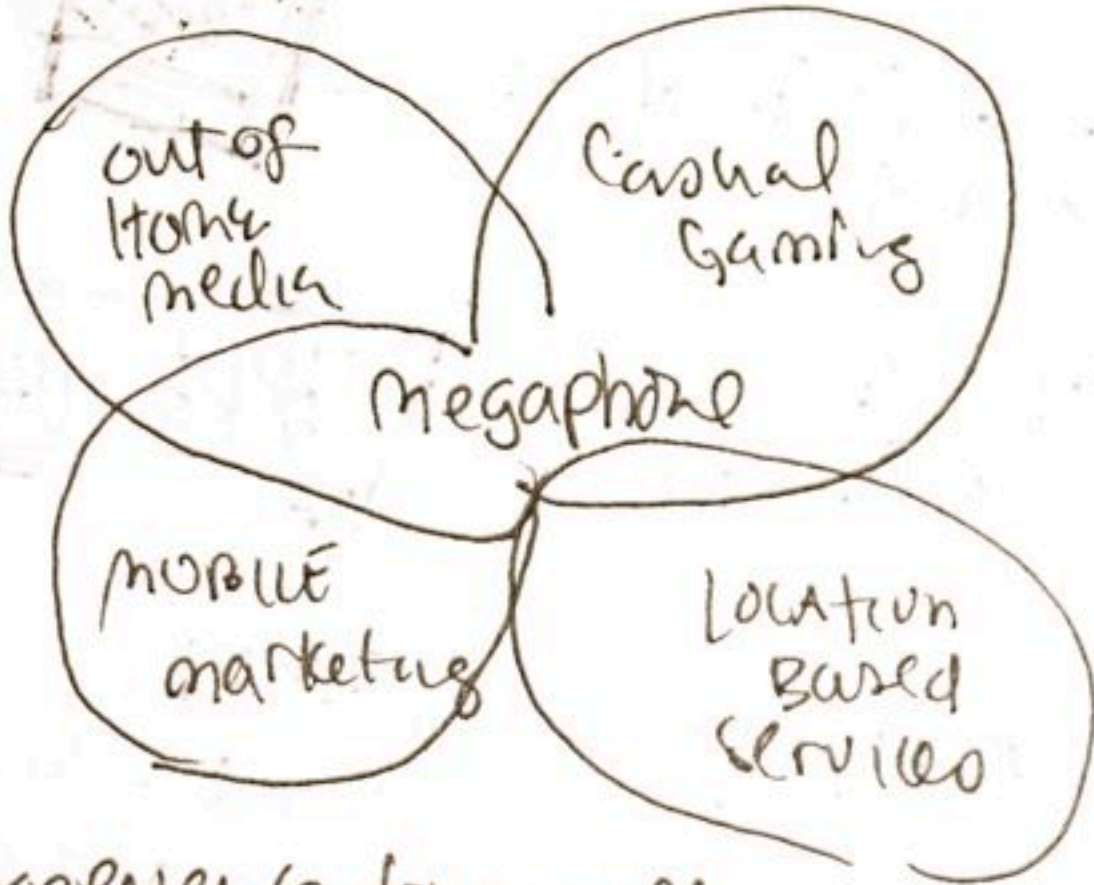 out of
Home
media
Casual
Gaming
megaphone
MOBILE
marketing
LOCATION
Based
Services